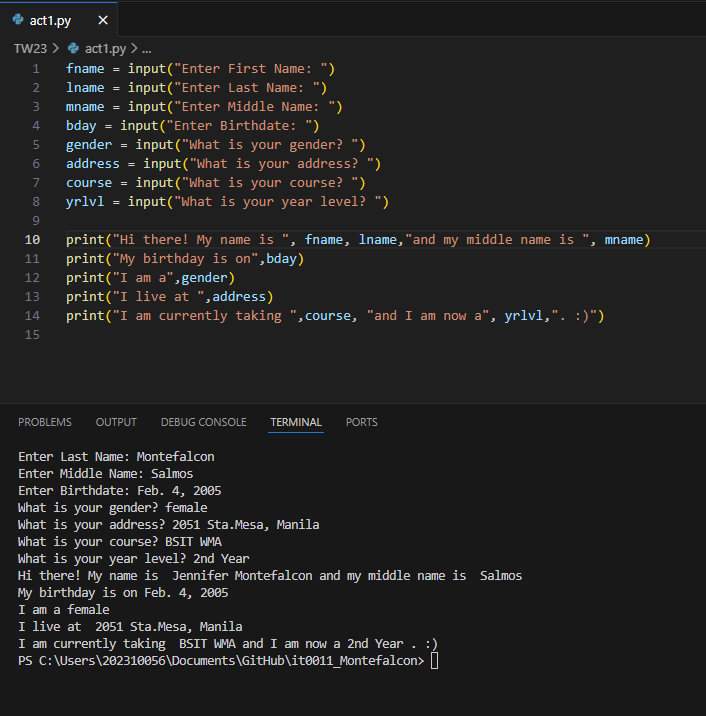 act1.py ×
TW23 > act1.py > ...
1 fname = input("Enter First Name: ")
2 lname = input("Enter Last Name: ")
3 mname = input("Enter Middle Name: ")
4 bday = input("Enter Birthdate: ")
5 gender = input("What is your gender? ")
6 address = input("What is your address? ")
7 course = input("What is your course? ")
8 yrlvl = input("What is your year level? ")
9
10 print("Hi there! My name is ", fname, lname,"and my middle name is ", mname)
11 print("My birthday is on",bday)
12 print("I am a",gender)
13 print("I live at ",address)
14 print("I am currently taking ",course, "and I am now a", yrlvl,". :)")
15
PROBLEMS OUTPUT DEBUG CONSOLE TERMINAL PORTS
Enter Last Name: Montefalcon
Enter Middle Name: Salmos
Enter Birthdate: Feb. 4, 2005
What is your gender? female
What is your address? 2051 Sta.Mesa, Manila
What is your course? BSIT WMA
What is your year level? 2nd Year
Hi there! My name is  Jennifer Montefalcon and my middle name is  Salmos
My birthday is on Feb. 4, 2005
I am a female
I live at  2051 Sta.Mesa, Manila
I am currently taking  BSIT WMA and I am now a 2nd Year . :)
PS C:\Users\202310056\Documents\GitHub\it0011_Montefalcon>